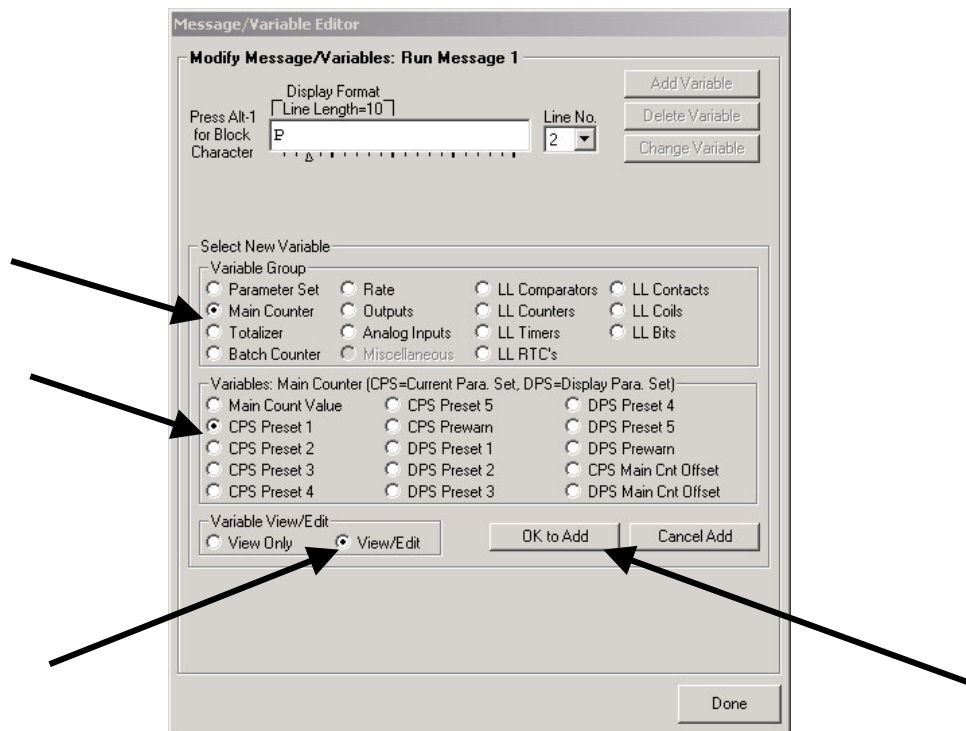 Message/Variable Editor
Modify Message/Variables: Run Message 1
Display Format
Line Length=10
Press Alt-1
for Block
Character
P
Line No.
2
Add Variable
Delete Variable
Change Variable
Select New Variable
Variable Group
Parameter Set Rate LL Comparators LL Contacts
Main Counter Outputs LL Counters LL Coils
Totalizer Analog Inputs LL Timers LL Bits
Batch Counter Miscellaneous LL RTC's
Variables: Main Counter (CPS=Current Para. Set, DPS=Display Para. Set)
Main Count Value CPS Preset 5 DPS Preset 4
CPS Preset 1 CPS Prewarn DPS Preset 5
CPS Preset 2 DPS Preset 1 DPS Prewarn
CPS Preset 3 DPS Preset 2 CPS Main Cnt Offset
CPS Preset 4 DPS Preset 3 DPS Main Cnt Offset
Variable View/Edit
View Only View/Edit OK to Add Cancel Add
Done